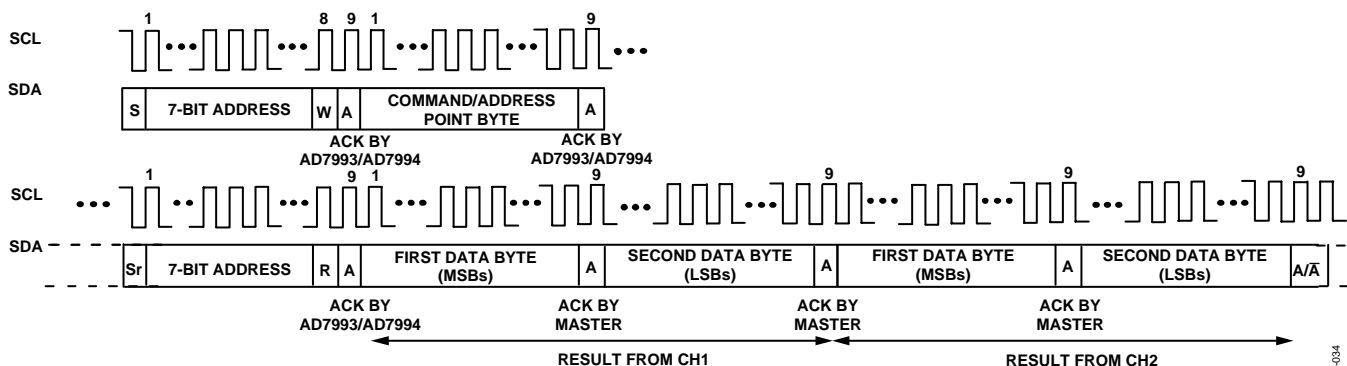 1 8 9 1 9
SCL
SDA
S 7-BIT ADDRESS W A COMMAND/ADDRESS POINT BYTE A
ACK BY AD7993/AD7994
ACK BY AD7993/AD7994
1 9 1 9 9 9 9
SCL
SDA
Sr 7-BIT ADDRESS R A FIRST DATA BYTE (MSBs) A SECOND DATA BYTE (LSBs) A FIRST DATA BYTE (MSBs) A SECOND DATA BYTE (LSBs) A/A̅
ACK BY AD7993/AD7994
ACK BY MASTER
ACK BY MASTER
ACK BY MASTER
RESULT FROM CH1
RESULT FROM CH2
-034